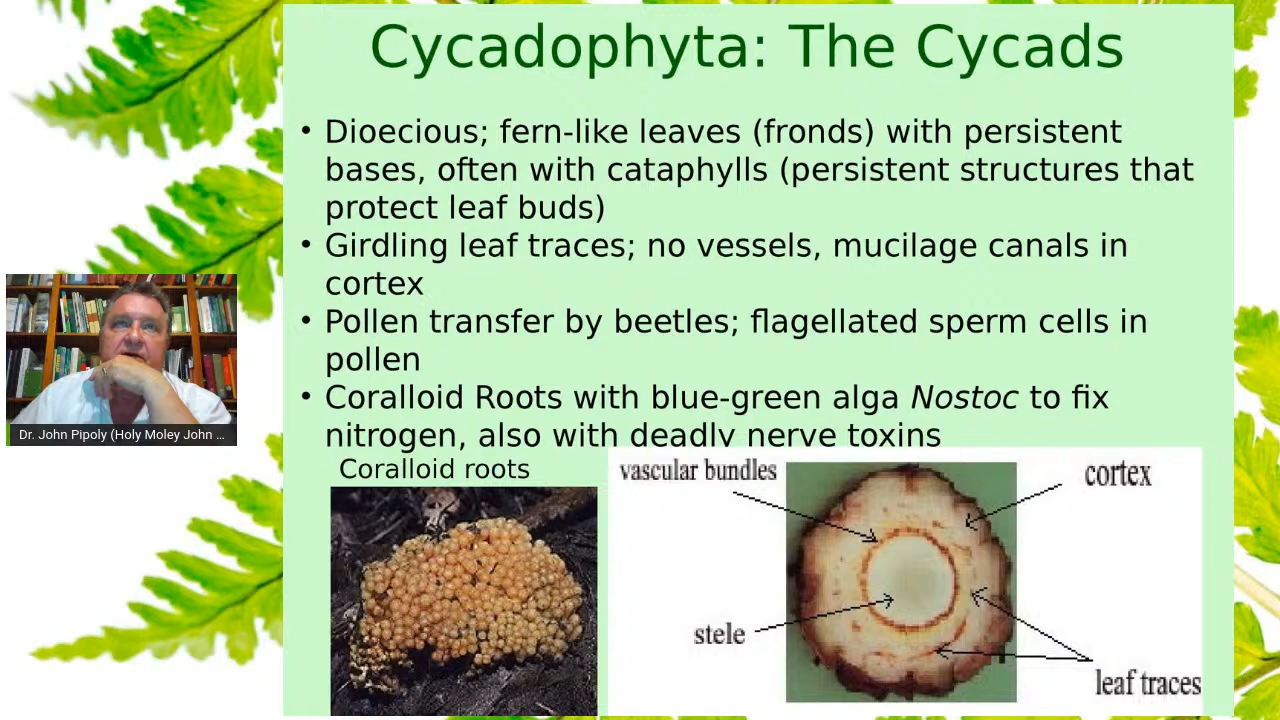 Cycadophyta: The Cycads
• Dioecious; fern-like leaves (fronds) with persistent
bases, often with cataphylls (persistent structures that
protect leaf buds)
• Girdling leaf traces; no vessels, mucilage canals in
cortex
• Pollen transfer by beetles; flagellated sperm cells in
pollen
• Coralloid Roots with blue-green alga Nostoc to fix
nitrogen, also with deadly nerve toxins
Dr. John Pipoly (Holy Moley John ...
Coralloid roots
vascular bundles
cortex
stele
leaf traces